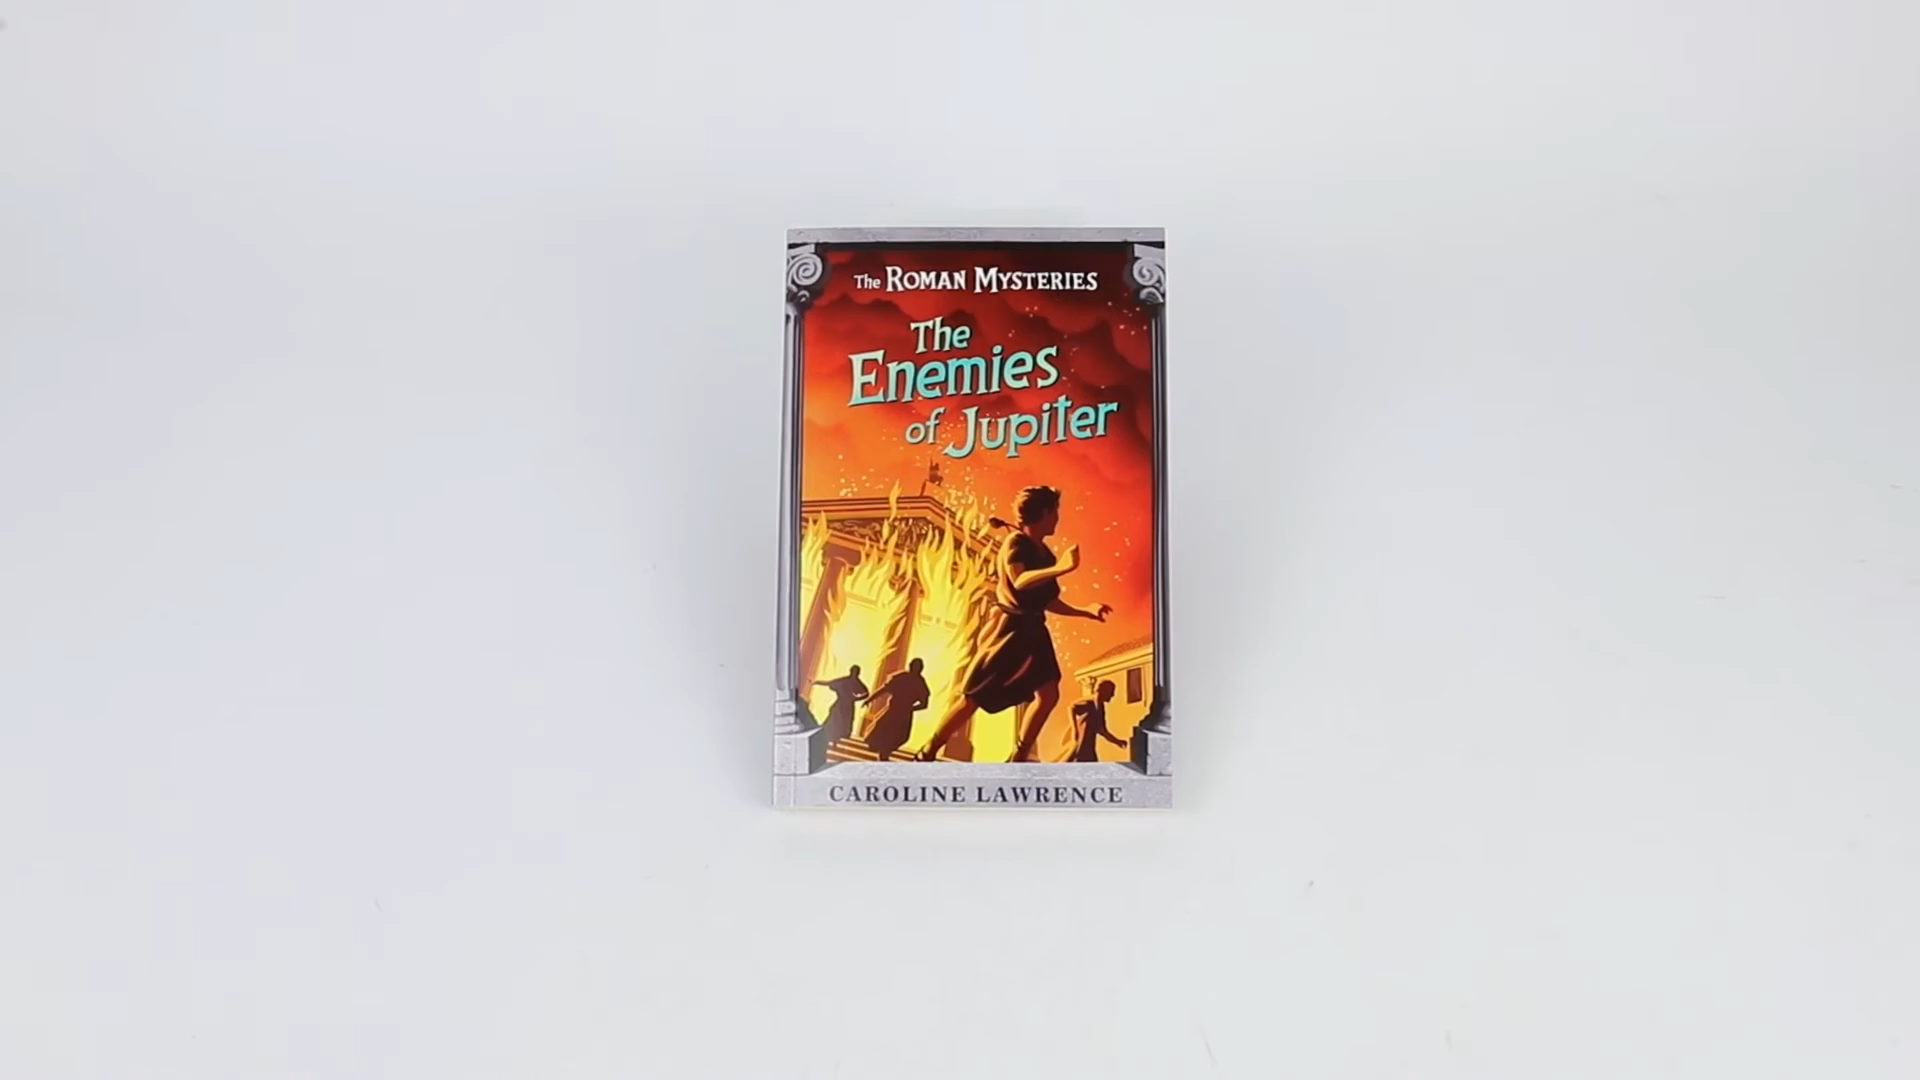 The ROMAN MYSTERIES
The
Enemies
of Jupiter
CAROLINE LAWRENCE